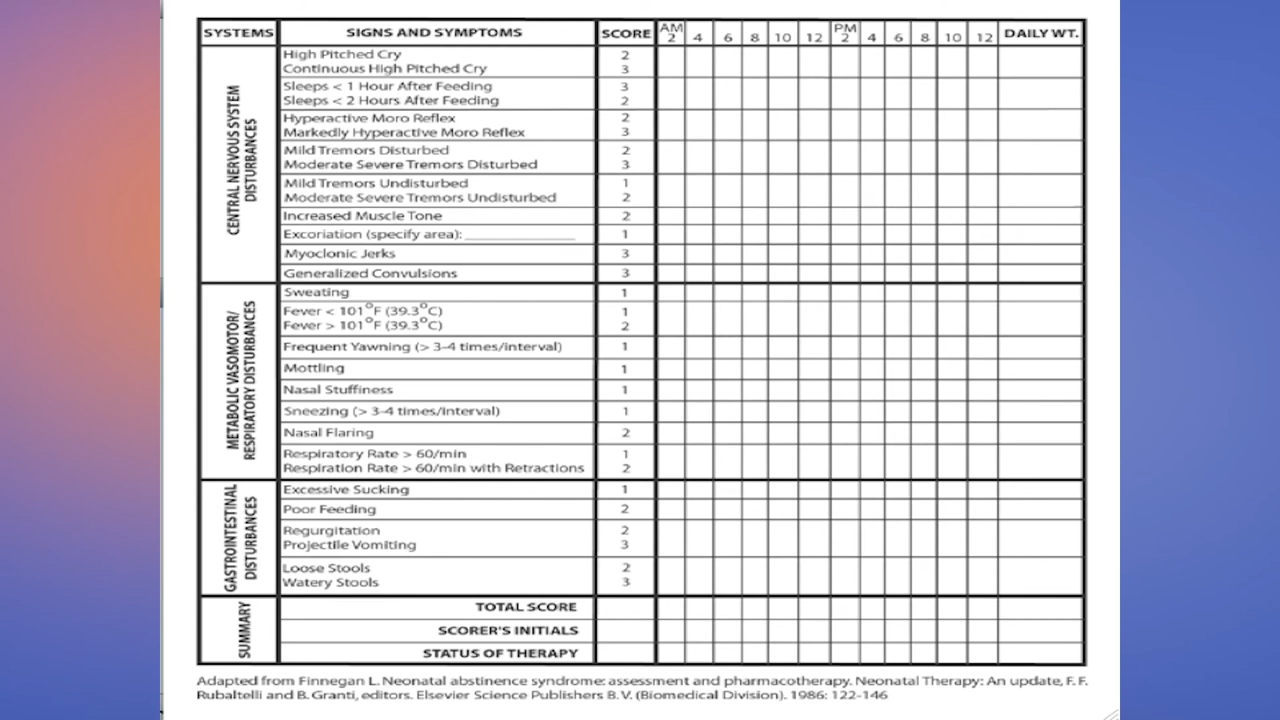 SYSTEMS SIGNS AND SYMPTOMS SCORE AM 2 4 6 8 10 12 PM 2 4 6 8 10 12 DAILY WT.
CENTRAL NERVOUS SYSTEM
DISTURBANCES
High Pitched Cry 2
Continuous High Pitched Cry 3
Sleeps < 1 Hour After Feeding 3
Sleeps < 2 Hours After Feeding 2
Hyperactive Moro Reflex 2
Markedly Hyperactive Moro Reflex 3
Mild Tremors Disturbed 2
Moderate Severe Tremors Disturbed 3
Mild Tremors Undisturbed 1
Moderate Severe Tremors Undisturbed 2
Increased Muscle Tone 2
Excoriation (specify area): ______________ 1
Myoclonic Jerks 3
Generalized Convulsions 3
METABOLIC VASOMOTOR/
RESPIRATORY DISTURBANCES
Sweating 1
Fever < 101°F (39.3°C) 1
Fever > 101°F (39.3°C) 2
Frequent Yawning (> 3-4 times/interval) 1
Mottling 1
Nasal Stuffiness 1
Sneezing (> 3-4 times/interval) 1
Nasal Flaring 2
Respiratory Rate > 60/min 1
Respiration Rate > 60/min with Retractions 2
GASTROINTESTINAL
DISTURBANCES
Excessive Sucking 1
Poor Feeding 2
Regurgitation 2
Projectile Vomiting 3
Loose Stools 2
Watery Stools 3
SUMMARY
TOTAL SCORE
SCORER'S INITIALS
STATUS OF THERAPY
Adapted from Finnegan L. Neonatal abstinence syndrome: assessment and pharmacotherapy. Neonatal Therapy: An update, F. F.
Rubaltelli and B. Granti, editors. Elsevier Science Publishers B. V. (Biomedical Division). 1986: 122-146